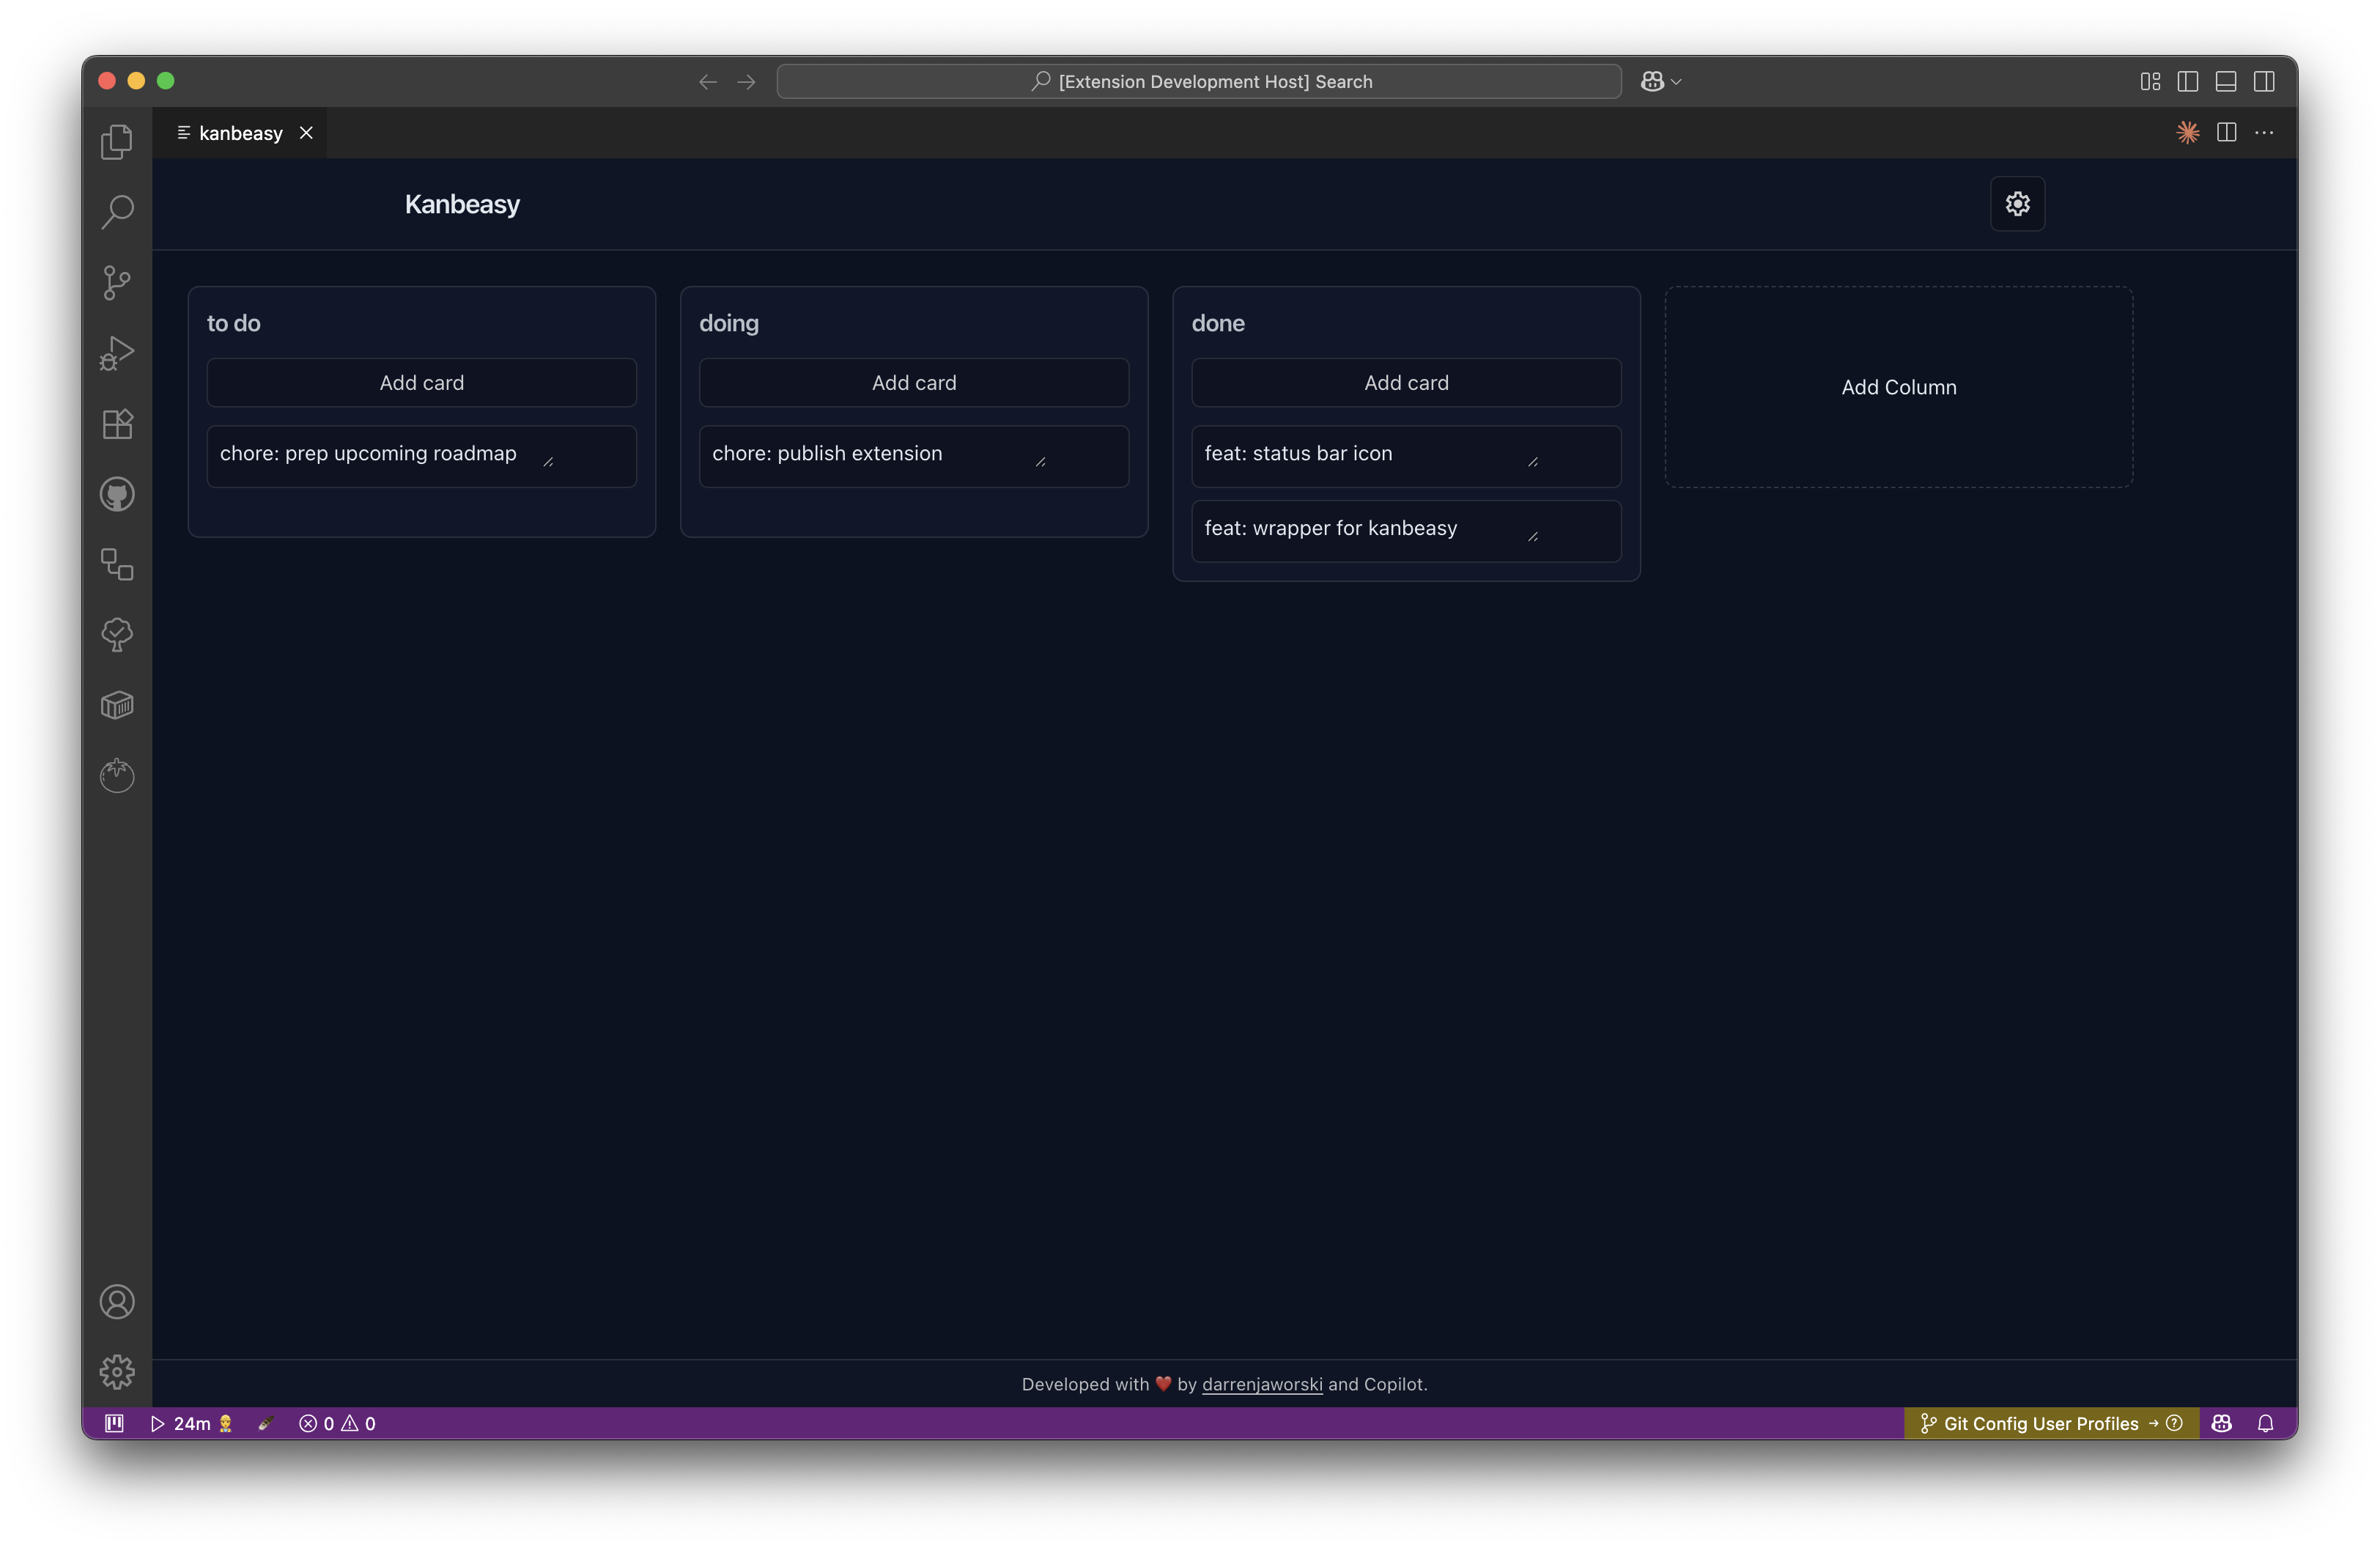 [Extension Development Host] Search
kanbeasy
Kanbeasy
to do
Add card
chore: prep upcoming roadmap
doing
Add card
chore: publish extension
done
Add card
feat: status bar icon
feat: wrapper for kanbeasy
Add Column
Developed with ❤️ by darrenjaworski and Copilot.
24m
0 0
Git Config User Profiles →